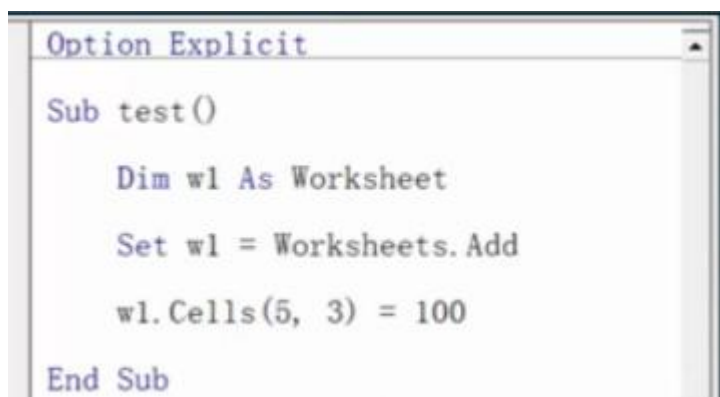 Option Explicit
Sub test()
Dim w1 As Worksheet
Set w1 = Worksheets.Add
w1.Cells(5, 3) = 100
End Sub